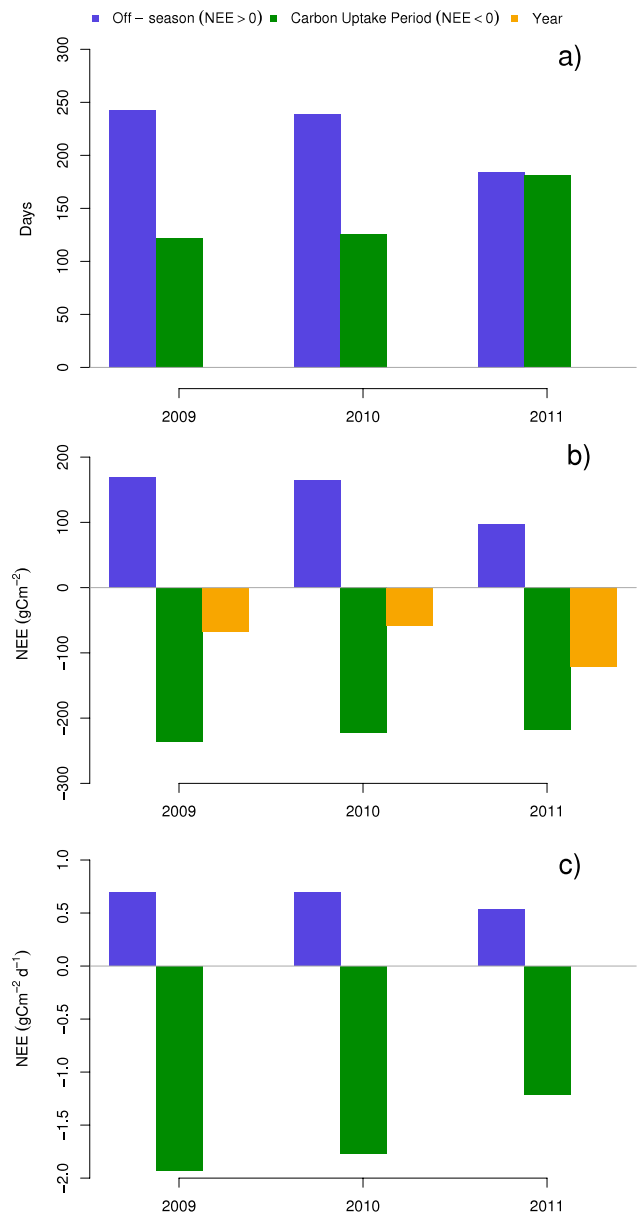 Off − season (NEE > 0) Carbon Uptake Period (NEE < 0) Year
a)
300
250
200
150
100
50
0
Days
2009 2010 2011
b)
200
100
0
−100
−200
−300
NEE (gCm⁻²)
2009 2010 2011
c)
1.0
0.5
0.0
−0.5
−1.0
−1.5
−2.0
NEE (gCm⁻² d⁻¹)
2009 2010 2011